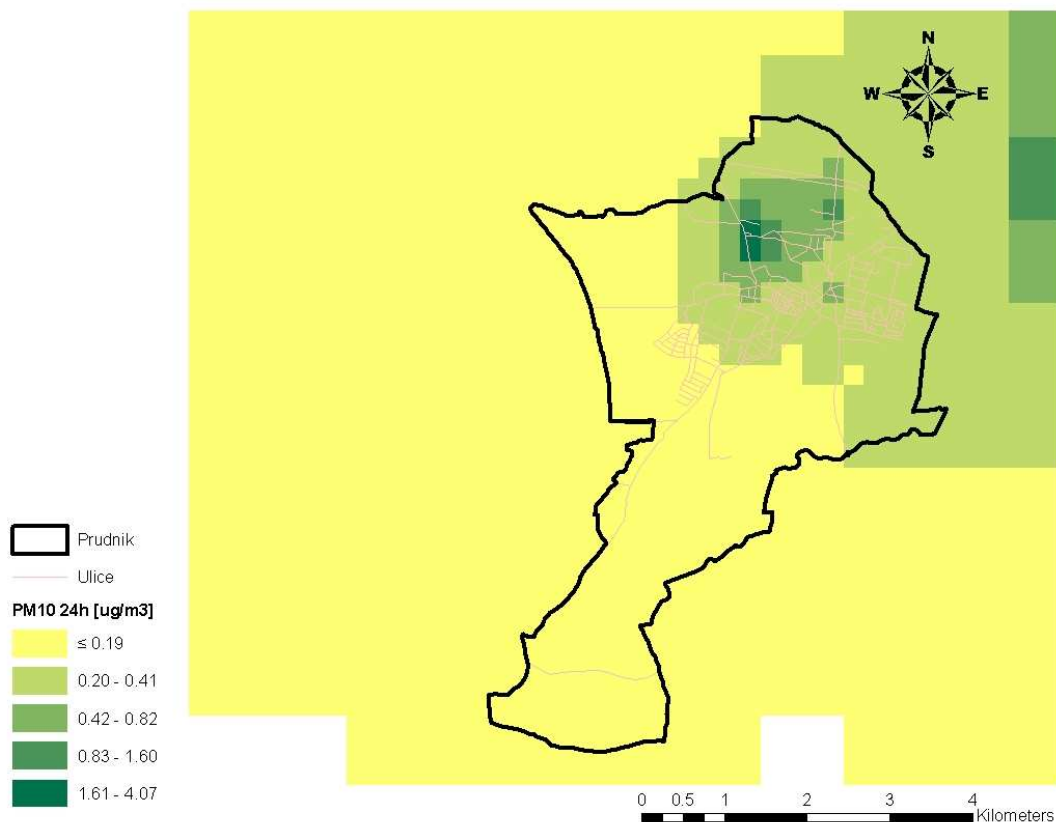 N
W E
S
Prudnik
Ulice
PM10 24h [ug/m3]
≤ 0.19
0.20 - 0.41
0.42 - 0.82
0.83 - 1.60
1.61 - 4.07
0 0.5 1 2 3 4
Kilometers